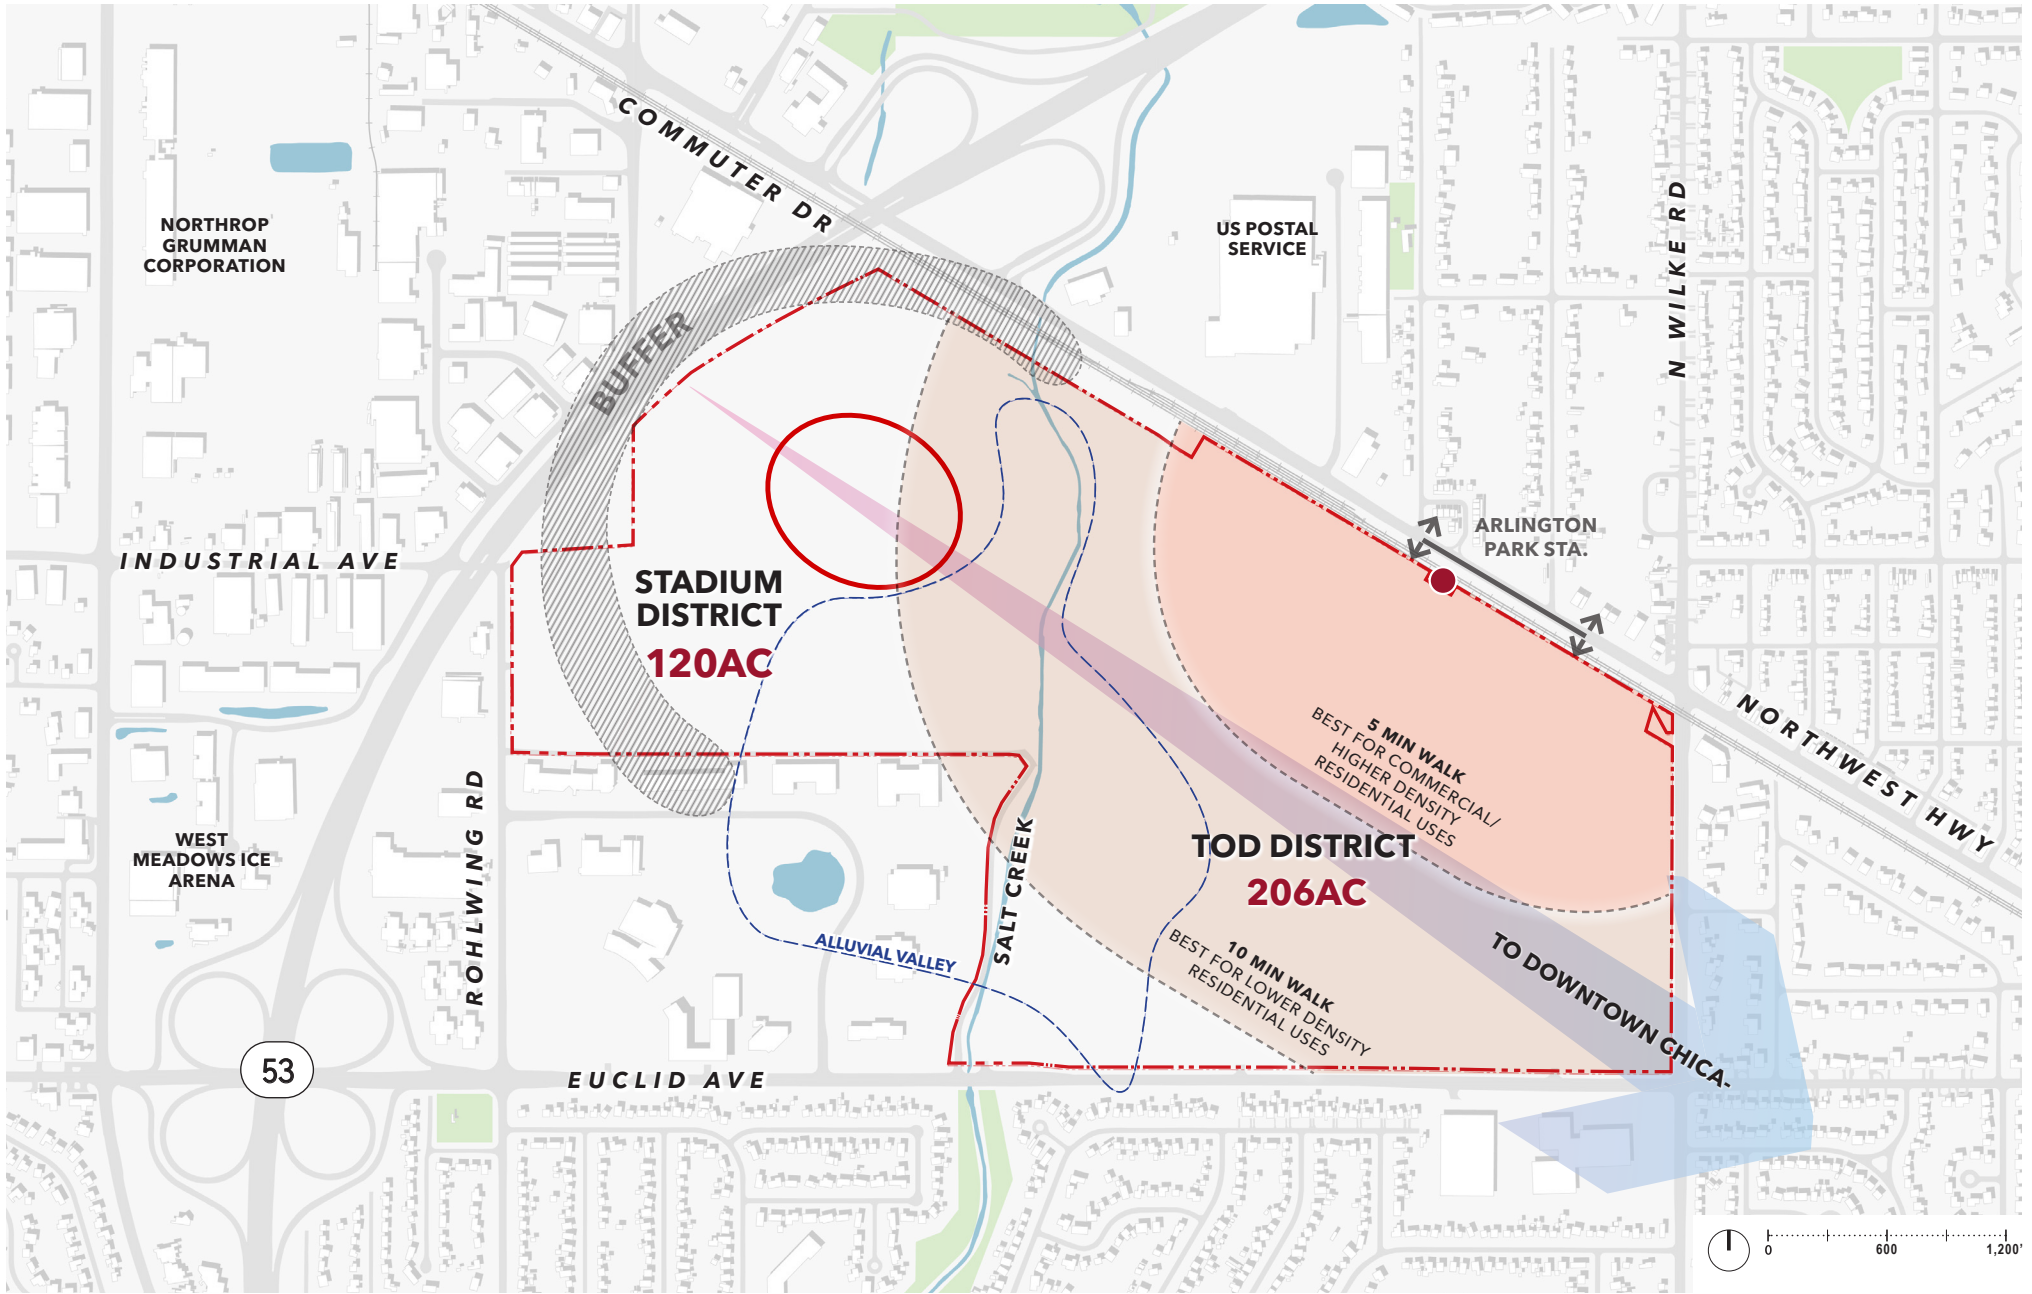 COMMUTER DR
NORTHROP
GRUMMAN
CORPORATION
US POSTAL
SERVICE
N WILKE RD
BUFFER
INDUSTRIAL AVE
ARLINGTON
PARK STA.
STADIUM
DISTRICT
120AC
5 MIN WALK
BEST FOR COMMERCIAL/
HIGHER DENSITY
RESIDENTIAL USES
NORTHWEST HWY
WEST
MEADOWS ICE
ARENA
ROHLWING RD
SALT CREEK
TOD DISTRICT
206AC
ALLUVIAL VALLEY
10 MIN WALK
BEST FOR LOWER DENSITY
RESIDENTIAL USES
TO DOWNTOWN CHICA-
53
EUCLID AVE
0 600 1,200'